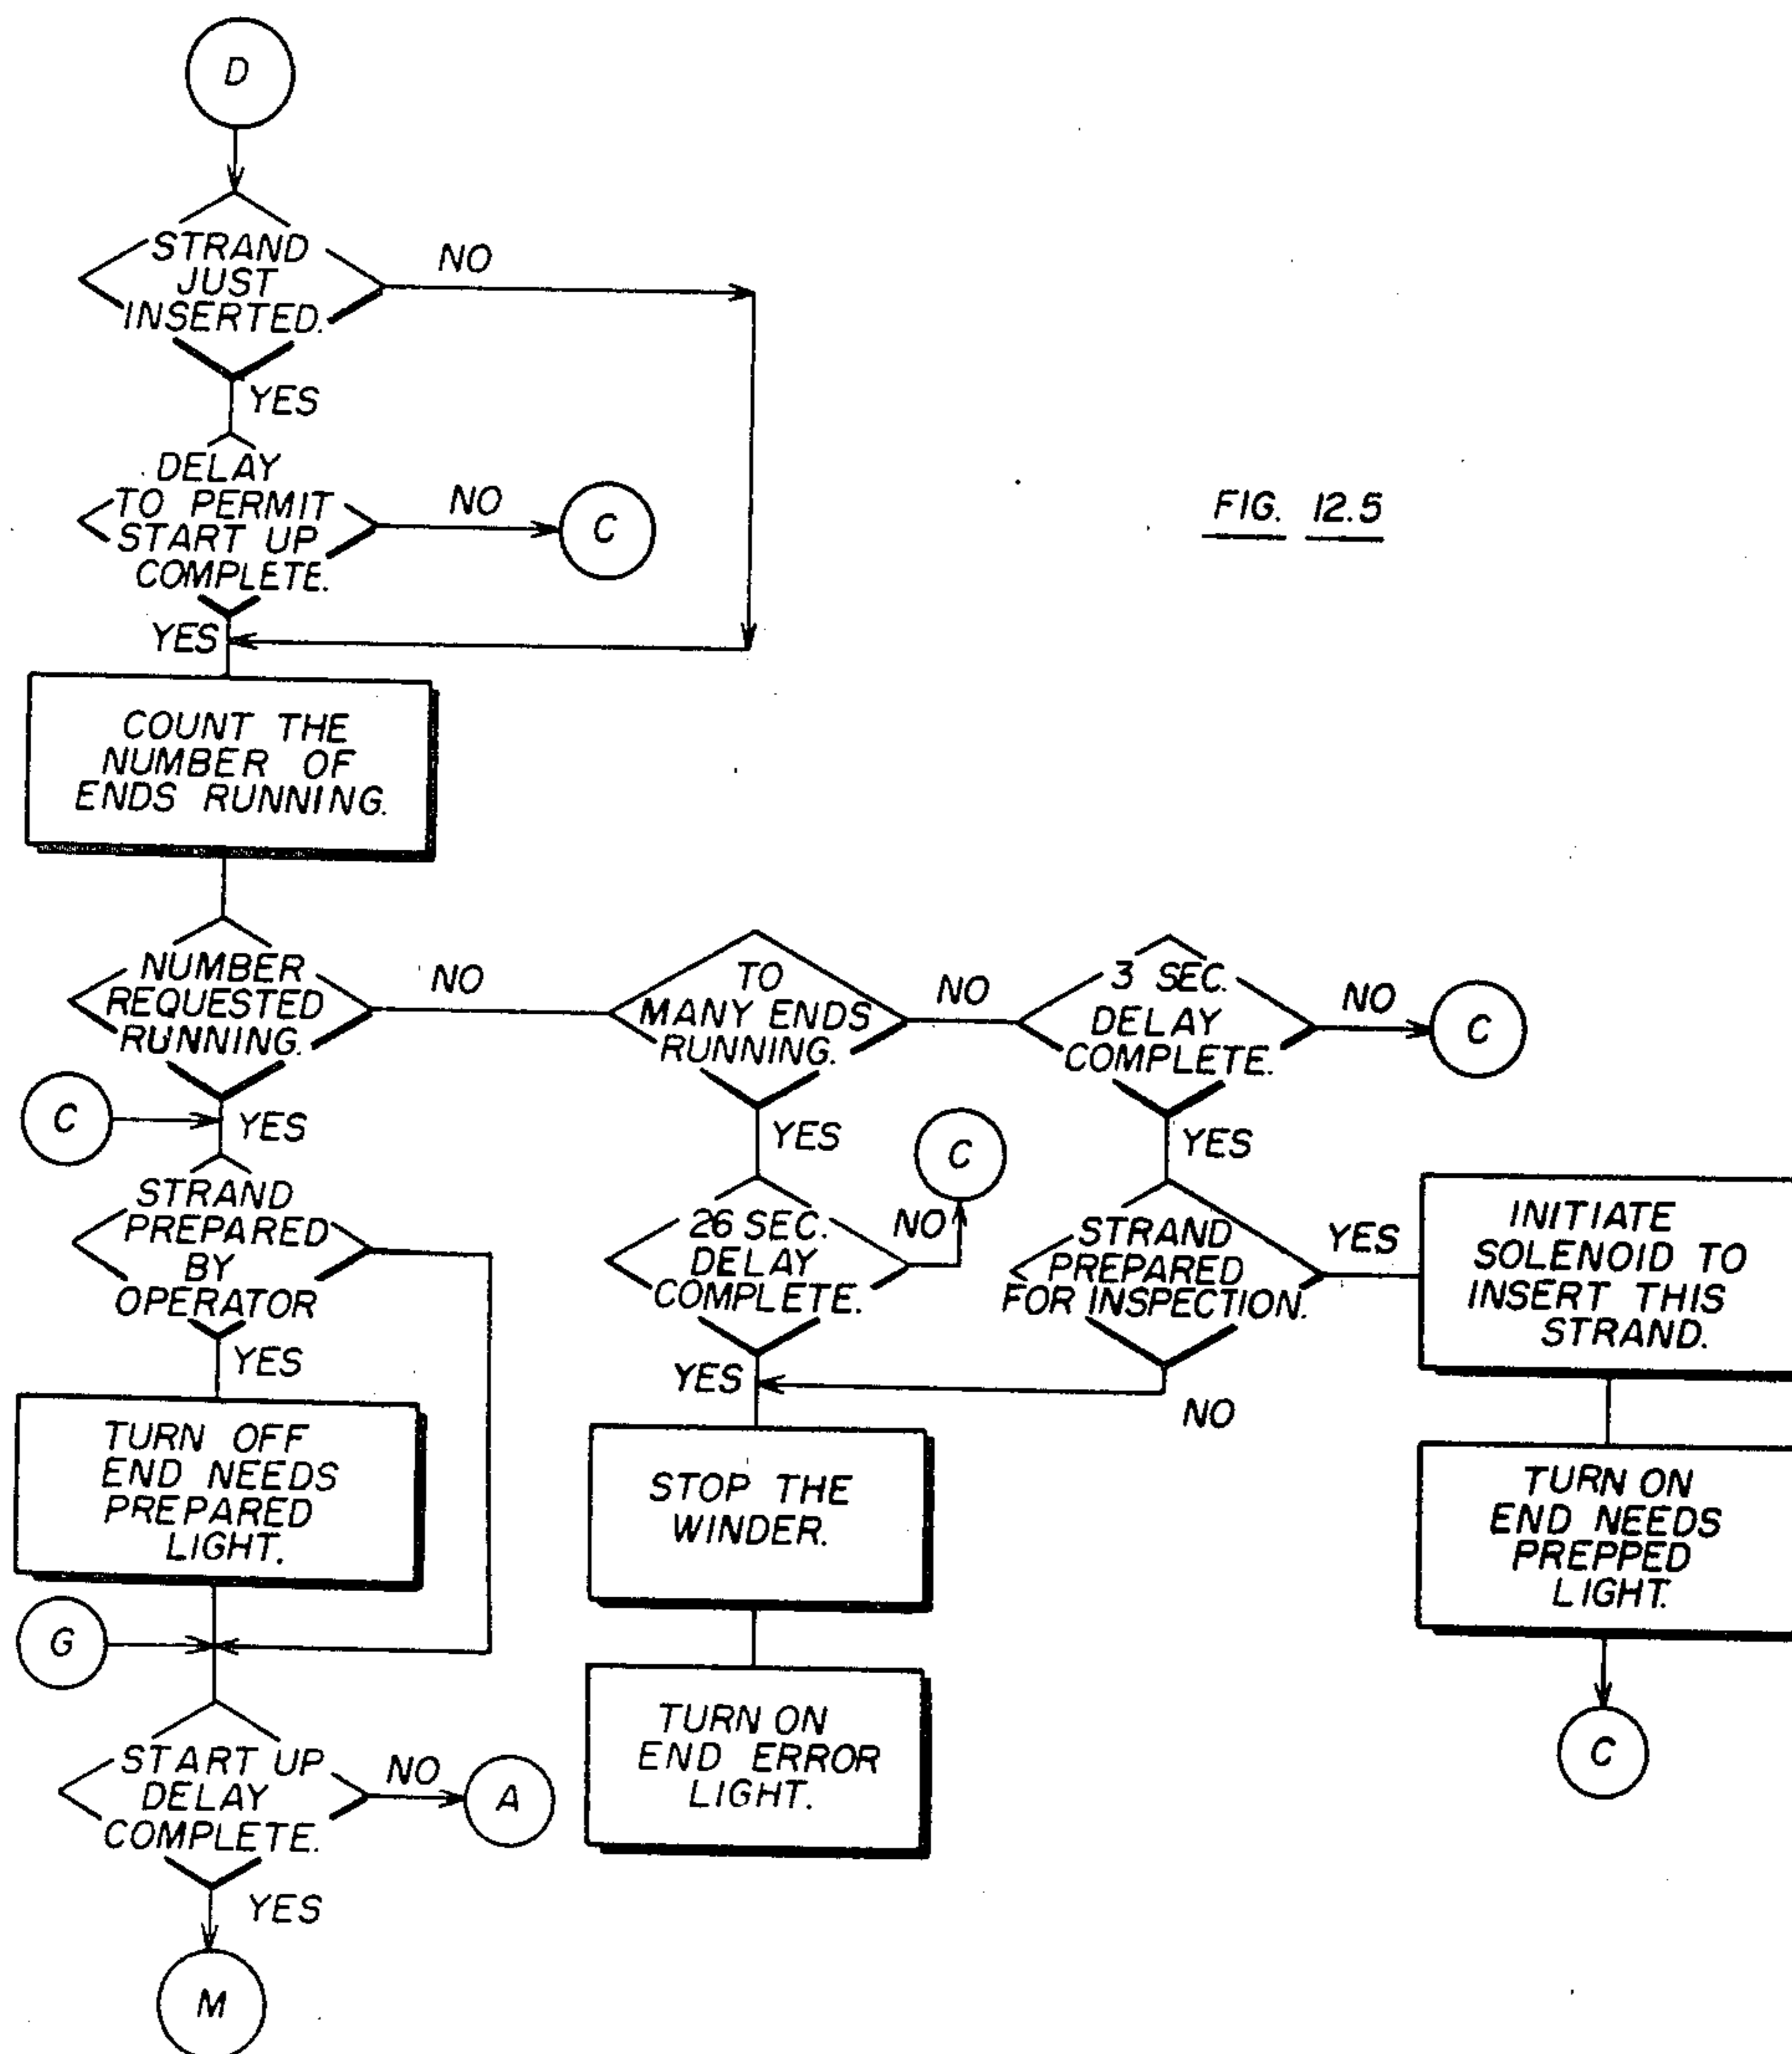 D
STRAND
JUST
INSERTED.
NO
YES
DELAY
TO PERMIT
START UP
COMPLETE.
NO
C
YES
FIG. 12.5
COUNT THE
NUMBER OF
ENDS RUNNING.
NUMBER
REQUESTED
RUNNING.
NO
TO
MANY ENDS
RUNNING.
NO
3 SEC.
DELAY
COMPLETE.
NO
C
C
YES
YES
C
YES
STRAND
PREPARED
BY
OPERATOR
YES
26 SEC.
DELAY
COMPLETE.
NO
YES
STRAND
PREPARED
FOR INSPECTION.
YES
NO
INITIATE
SOLENOID TO
INSERT THIS
STRAND.
TURN OFF
END NEEDS
PREPARED
LIGHT.
STOP THE
WINDER.
TURN ON
END NEEDS
PREPPED
LIGHT.
C
G
START UP
DELAY
COMPLETE.
NO
A
TURN ON
END ERROR
LIGHT.
YES
M